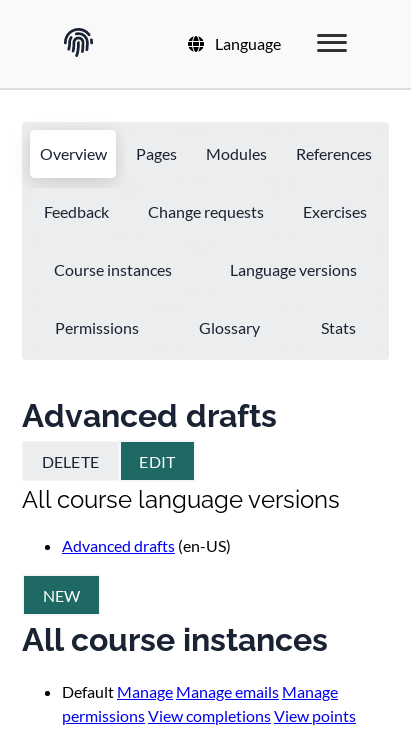 Language
Overview Pages Modules References
Feedback Change requests Exercises
Course instances Language versions
Permissions Glossary Stats
Advanced drafts
DELETE EDIT
All course language versions
Advanced drafts (en-US)
NEW
All course instances
Default Manage Manage emails Manage
permissions View completions View points